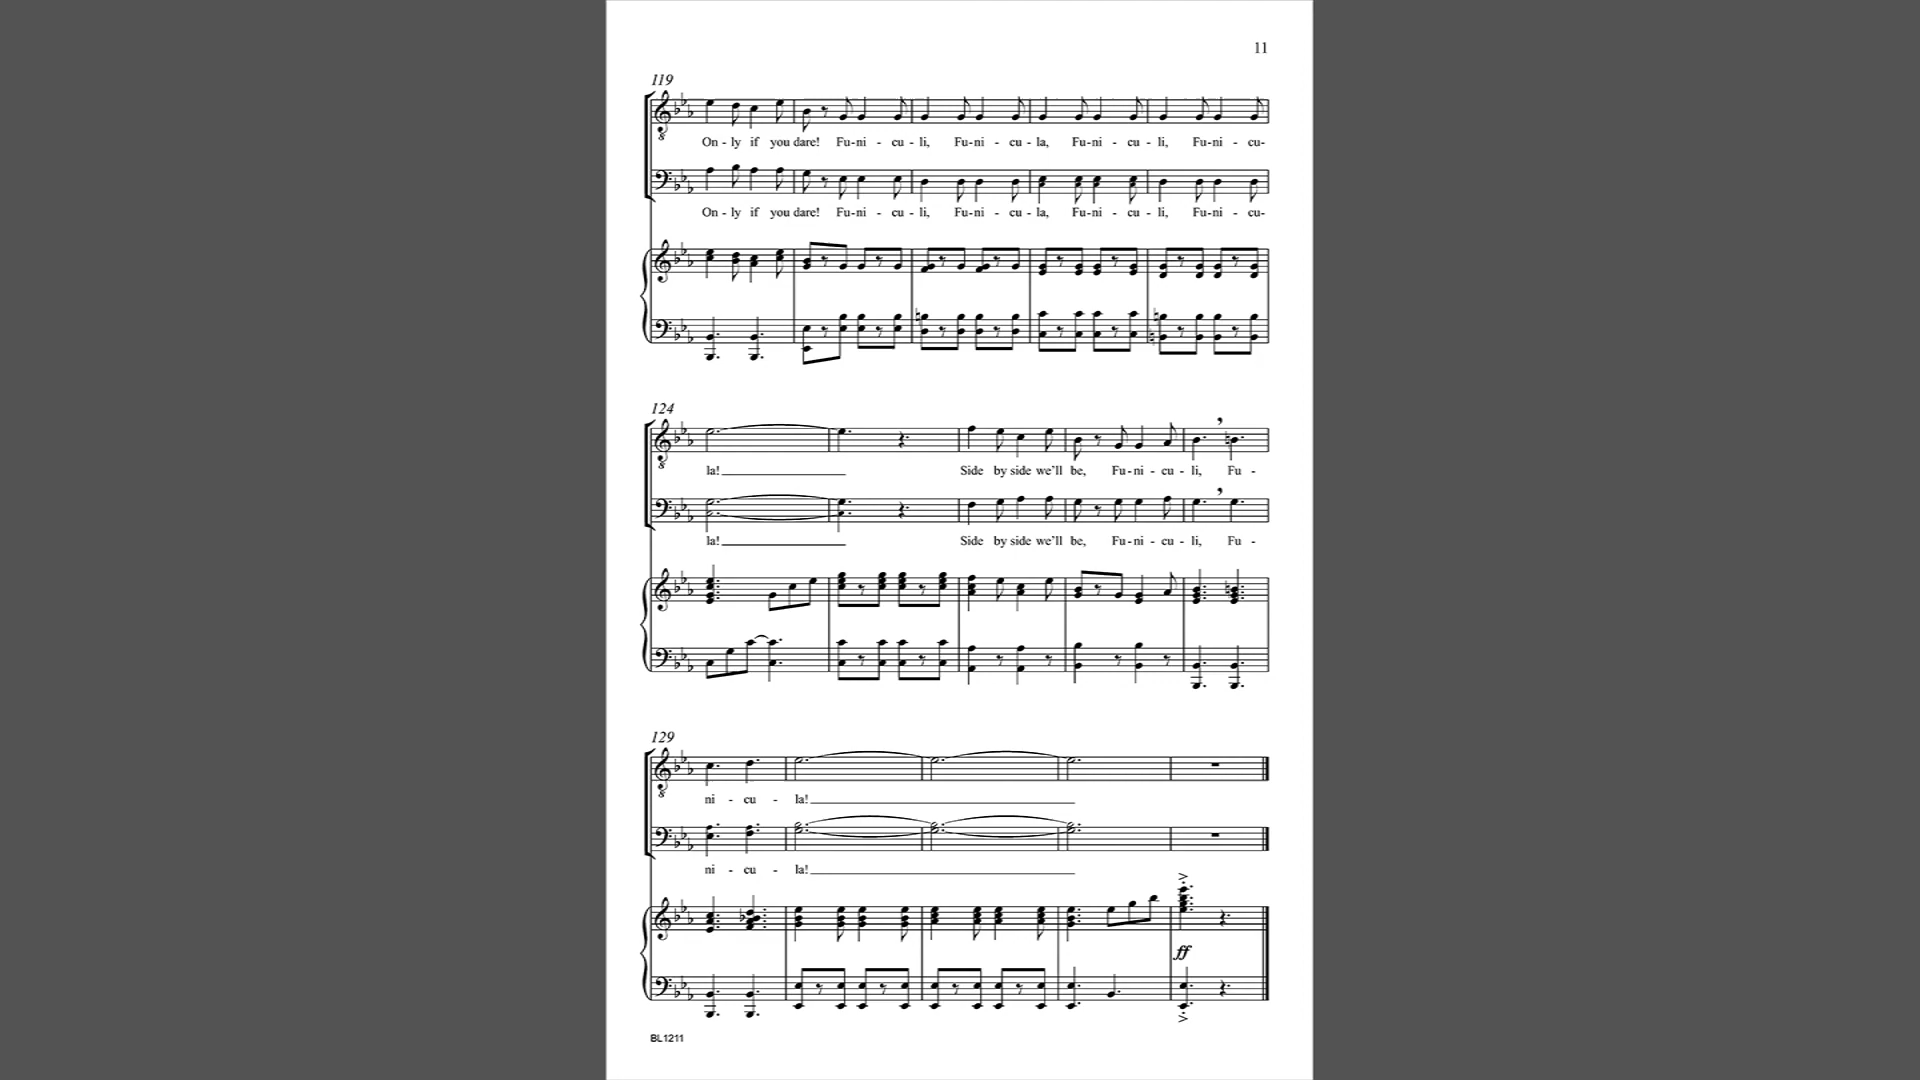 11
119
On - ly if you dare! Fu-ni - cu - li, Fu-ni - cu - la, Fu-ni - cu - li, Fu-ni - cu-
8
On - ly if you dare! Fu-ni - cu - li, Fu-ni - cu - la, Fu-ni - cu - li, Fu-ni - cu-
124
8
la! Side by side we'll be, Fu-ni - cu - li, Fu -
la! Side by side we'll be, Fu-ni - cu - li, Fu -
129
8
ni - cu - la!
ni - cu - la!
ff
BL1211